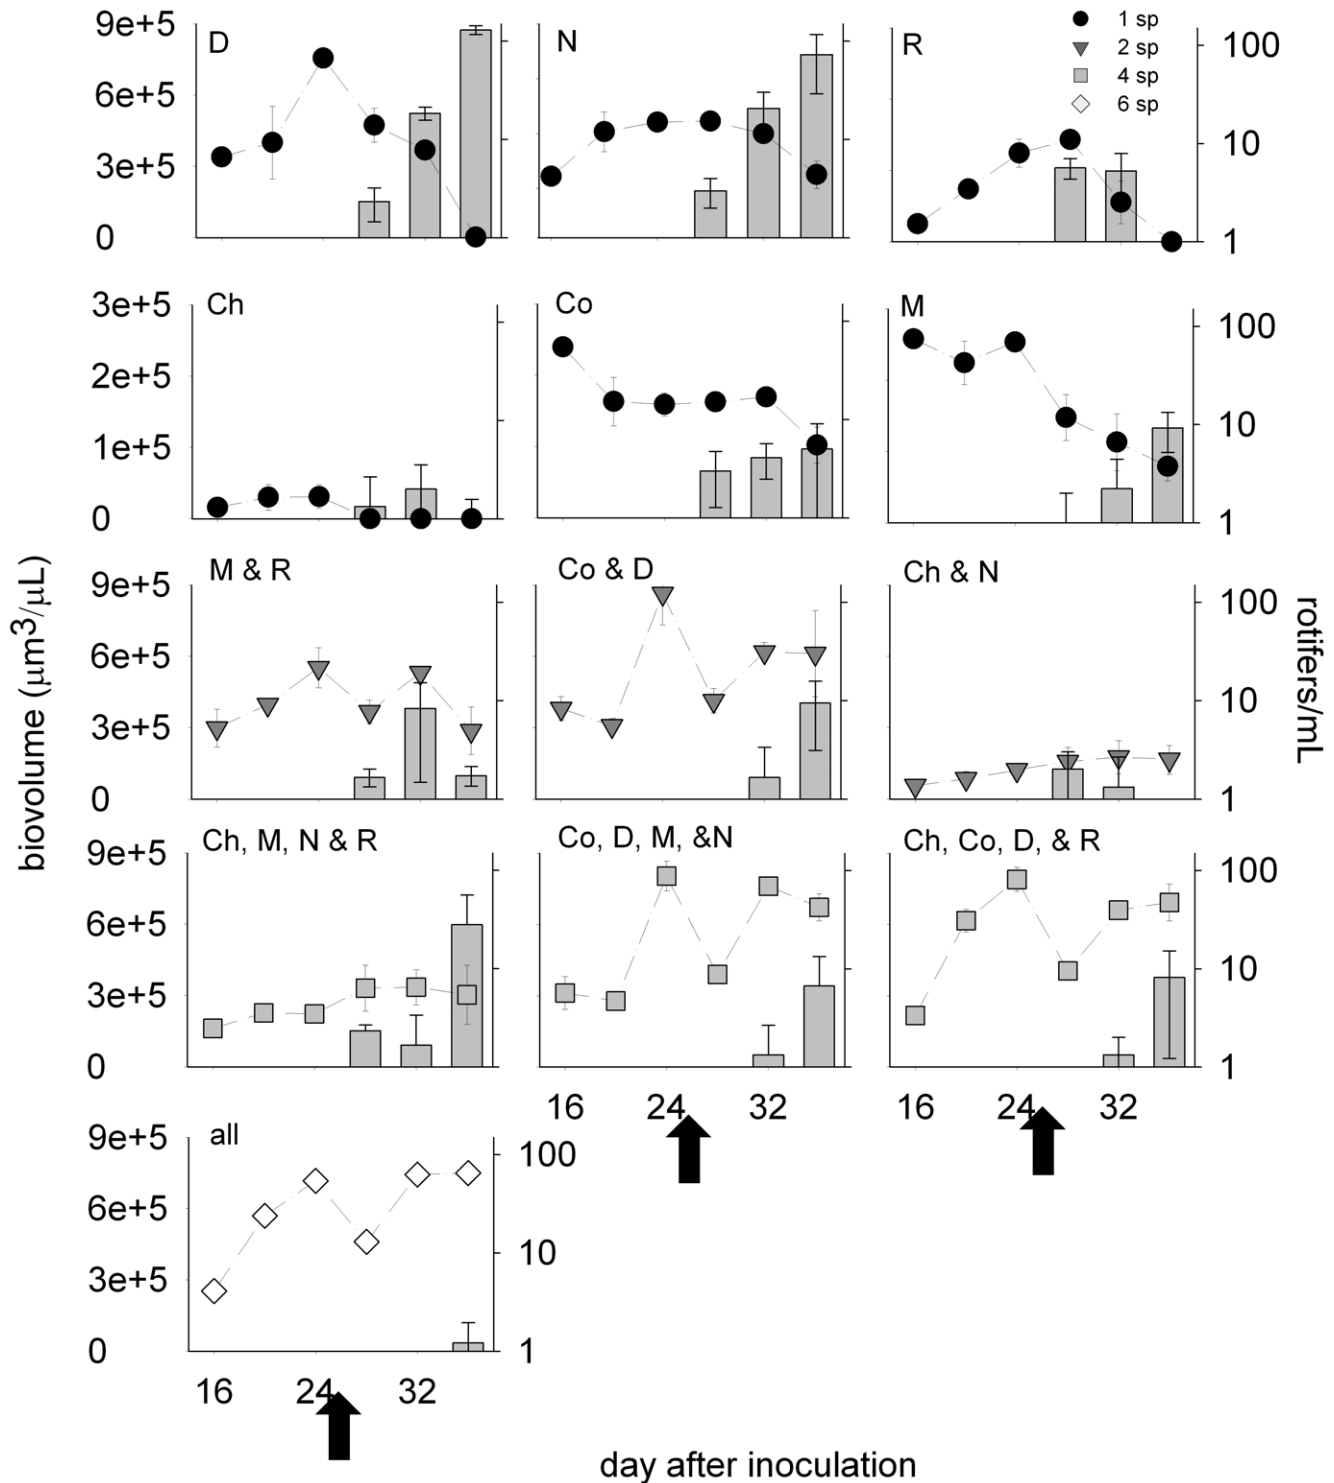 9e+5
6e+5
3e+5
0
D
N
R
1 sp
2 sp
4 sp
6 sp
100
10
1
3e+5
2e+5
1e+5
0
Ch
Co
M
100
10
1
biovolume (μm3/μL)
rotifers/mL
9e+5
6e+5
3e+5
0
M & R
Co & D
Ch & N
100
10
1
9e+5
6e+5
3e+5
0
Ch, M, N & R
Co, D, M, &N
Ch, Co, D, & R
100
10
1
16 24 32
16 24 32
9e+5
6e+5
3e+5
0
all
100
10
1
16 24 32
day after inoculation